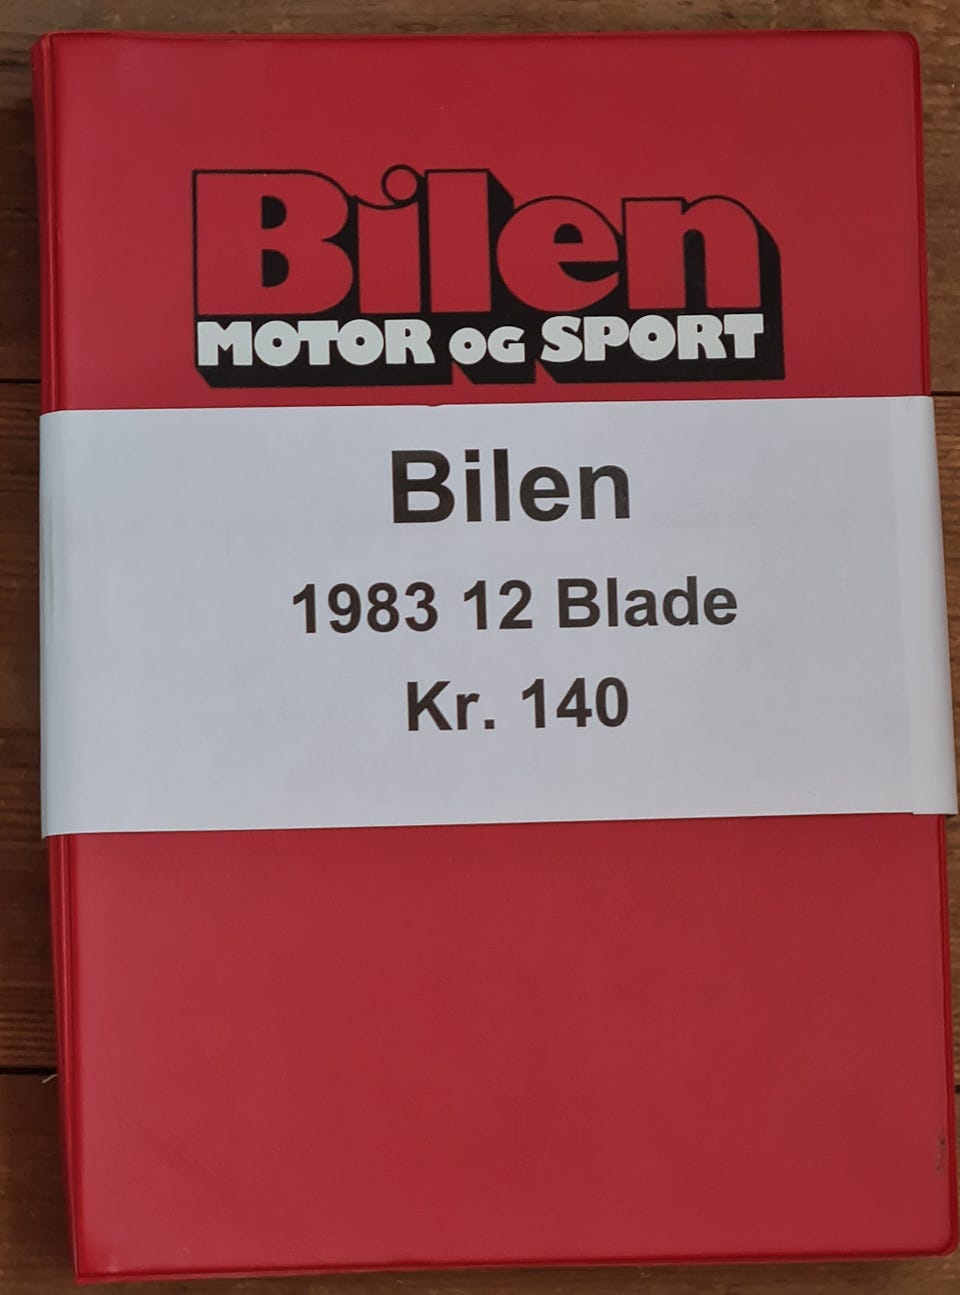 Bilen
MOTOR OG SPORT
Bilen
1983 12 Blade
Kr. 140